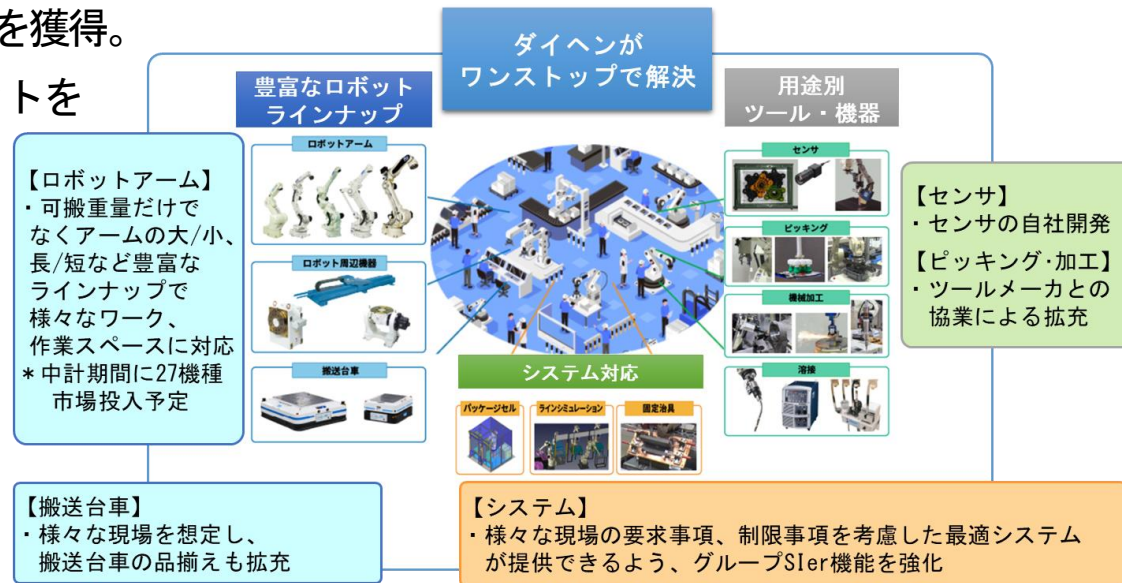 を獲得。
トを
ダイヘンが
ワンストップで解決
豊富なロボット
ラインナップ
用途別
ツール・機器
【ロボットアーム】
・可搬重量だけで
なくアームの大/小、
長/短など豊富な
ラインナップで
様々なワーク、
作業スペースに対応
*中計期間に27機種
市場投入予定
ロボットアーム
ロボット周辺機器
搬送台車
センサ
ピッキング
機械加工
溶接
【センサ】
・センサの自社開発
【ピッキング・加工】
・ツールメーカとの
協業による拡充
システム対応
パッケージセル
ラインシミュレーション
固定治具
【搬送台車】
・様々な現場を想定し、
搬送台車の品揃えも拡充
【システム】
・様々な現場の要求事項、制限事項を考慮した最適システム
が提供できるよう、グループSIer機能を強化